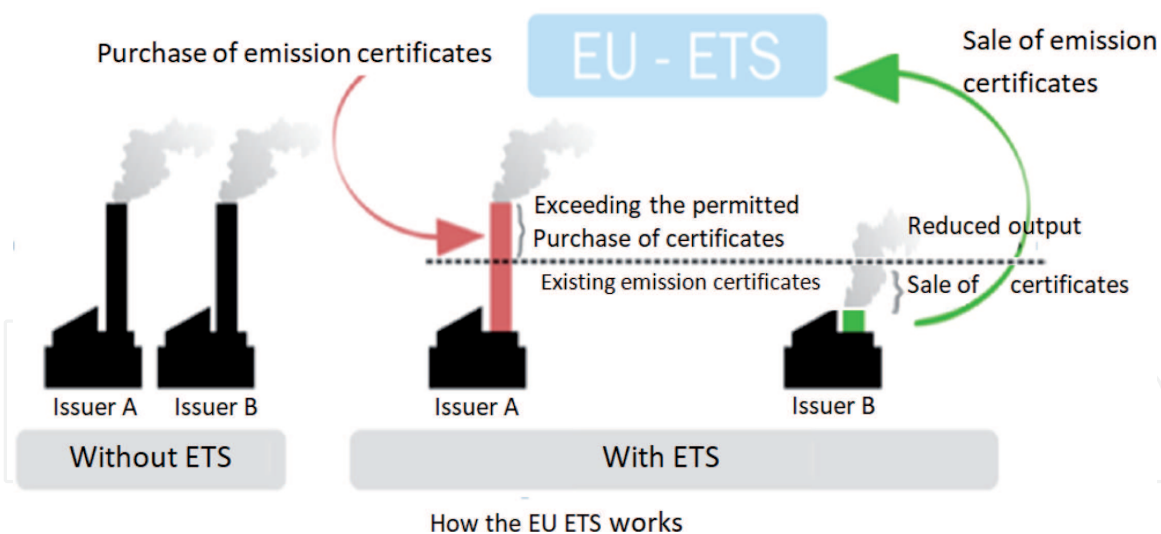 Purchase of emission certificates
EU - ETS
Sale of emission
certificates
Exceeding the permitted
Purchase of certificates
Existing emission certificates
Reduced output
Sale of certificates
Issuer A
Issuer B
Issuer A
Issuer B
Without ETS
With ETS
How the EU ETS works